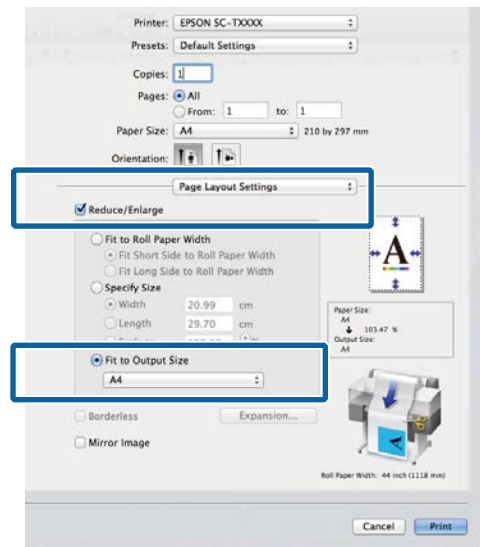 Printer: EPSON SC-TXXXX
Presets: Default Settings
Copies: 1
Pages: All
From: 1 to: 1
Paper Size: A4 210 by 297 mm
Orientation:
Page Layout Settings
Reduce/Enlarge
Fit to Roll Paper Width
Fit Short Side to Roll Paper Width
Fit Long Side to Roll Paper Width
Specify Size
Width 20.99 cm
Length 29.70 cm
Fit to Output Size
A4
Borderless Expansion...
Mirror Image
A
Paper Size:
A4
103.47 %
Output Size:
A4
A
Roll Paper Width: 44 inch (1118 mm)
Cancel Print